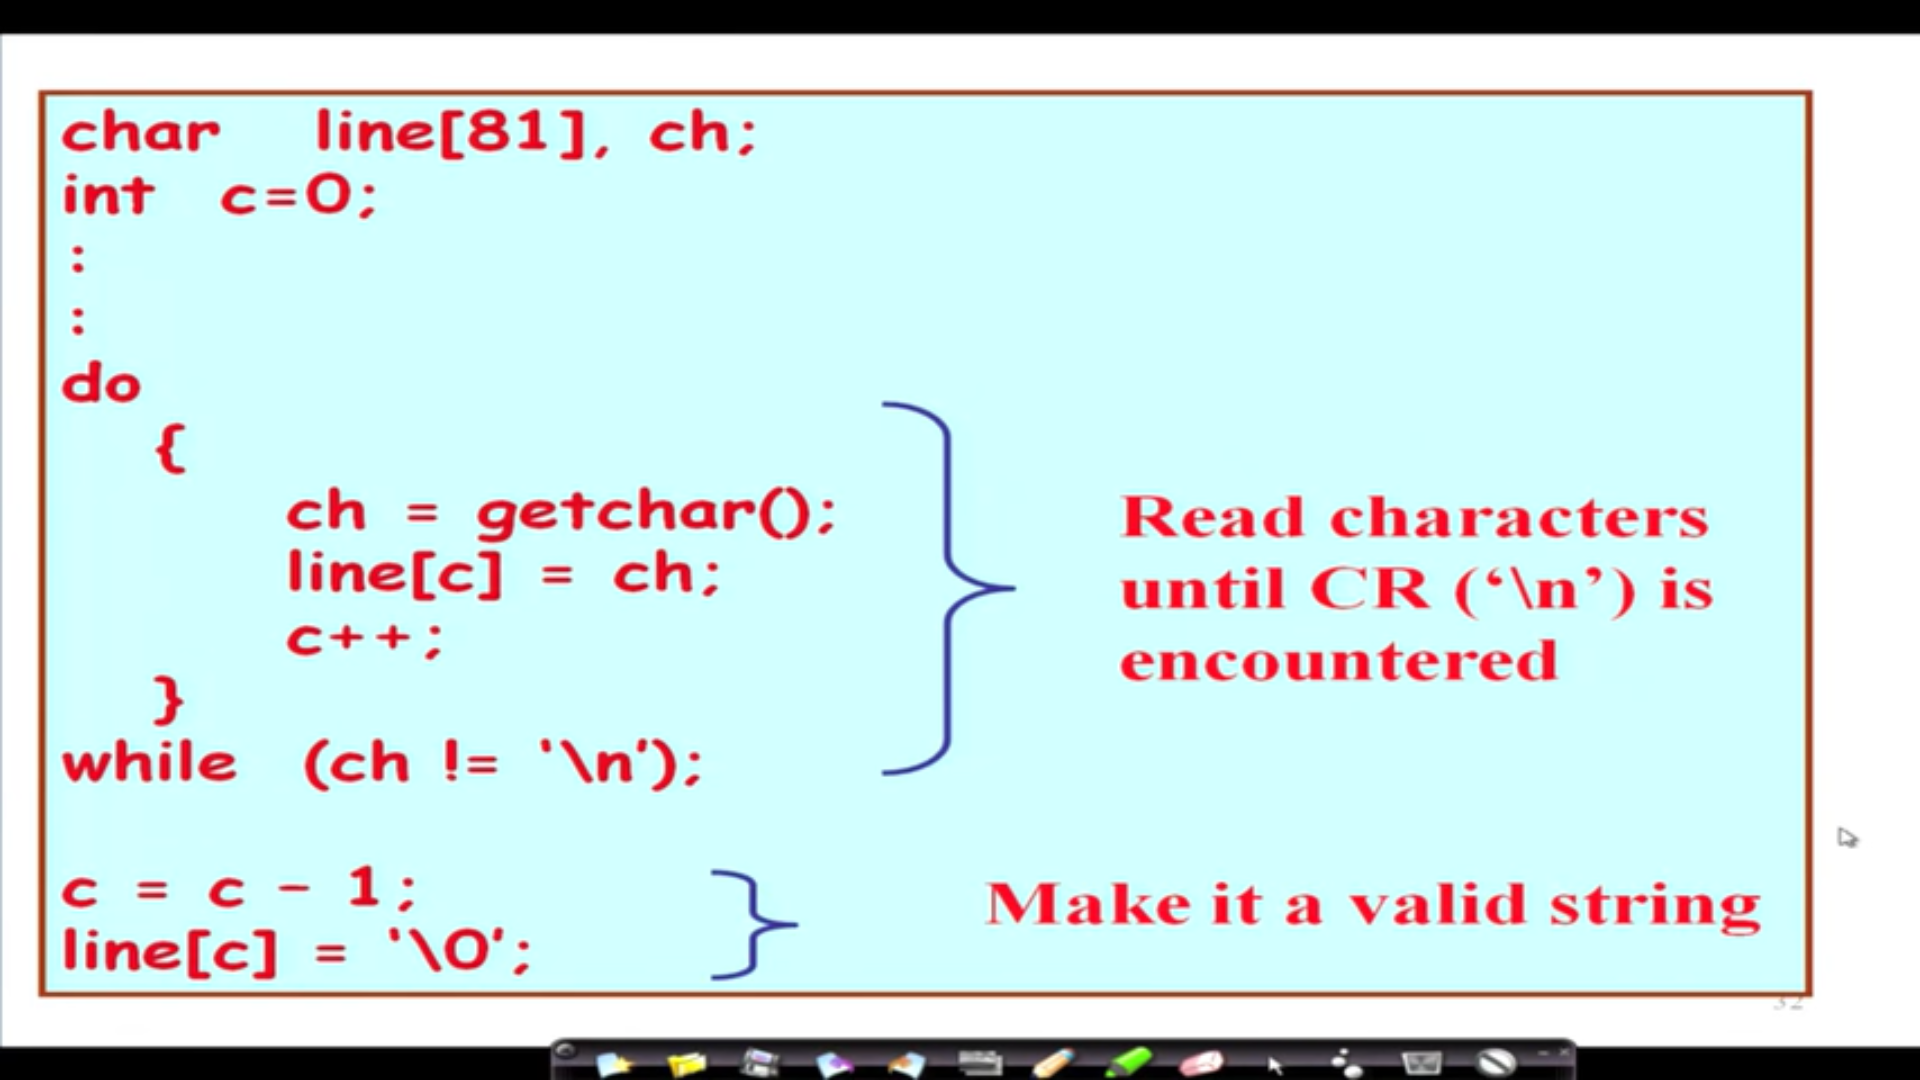 char line[81], ch;
int c=0;
:
:
do
{
ch = getchar();
line[c] = ch;
c++;
}
while (ch != ‘\n’);
Read characters
until CR (‘\n’) is
encountered
c = c – 1;
line[c] = ‘\0’;
Make it a valid string
32